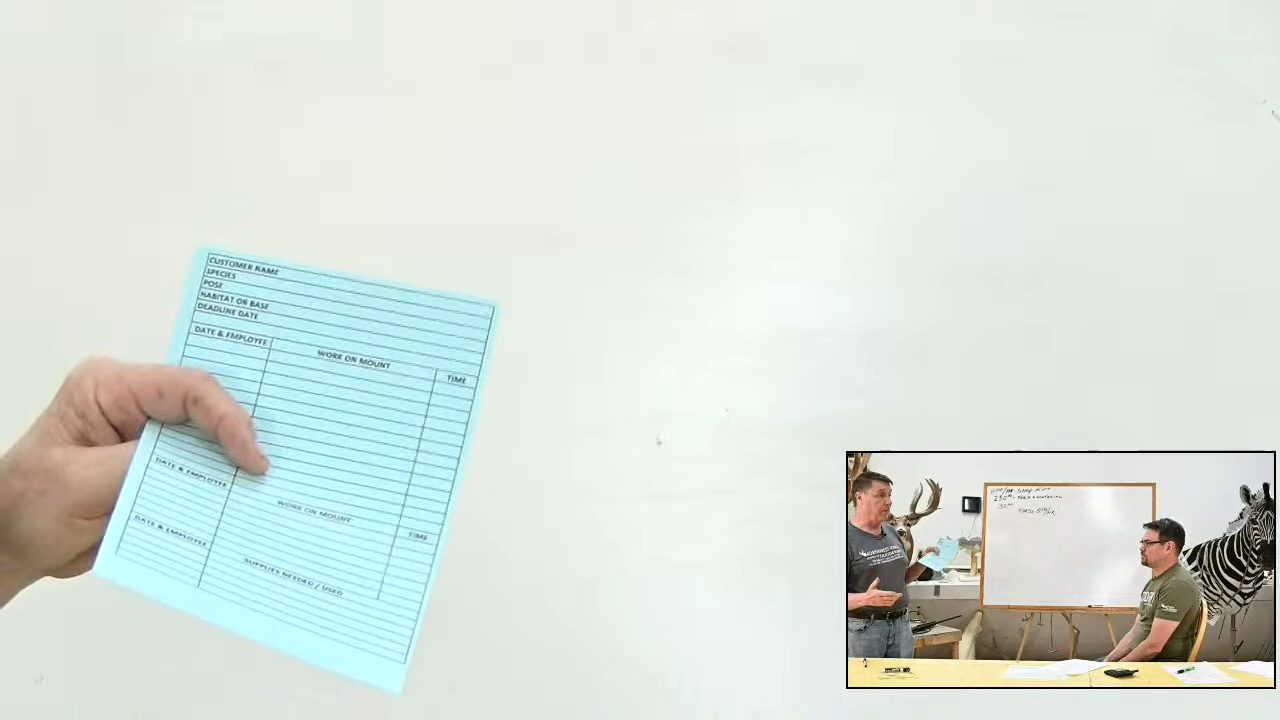 CUSTOMER NAME
SPECIES
POSE
HABITAT OR BASE
DEADLINE DATE
DATE & EMPLOYEE
WORK ON MOUNT
TIME
DATE & EMPLOYEE
WORK ON MOUNT
TIME
DATE & EMPLOYEE
SUPPLIES NEEDED / USED
NORTHWEST